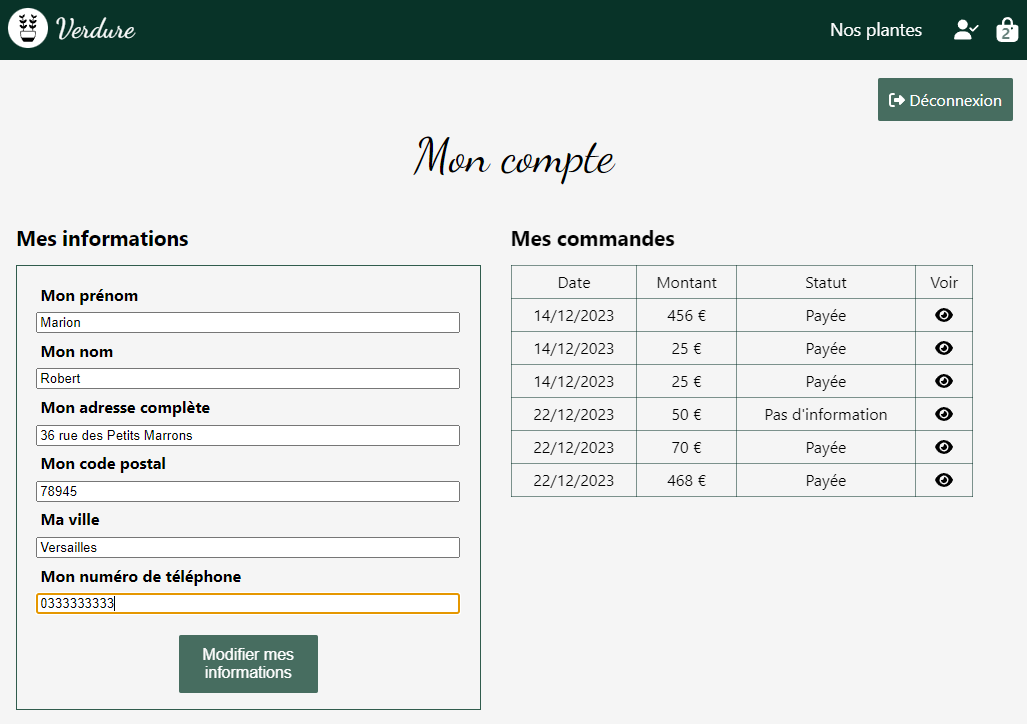 Verdure
Nos plantes
2
Déconnexion
Mon compte
Mes informations
Mon prénom
Marion
Mon nom
Robert
Mon adresse complète
36 rue des Petits Marrons
Mon code postal
78945
Ma ville
Versailles
Mon numéro de téléphone
0333333333
Modifier mes
informations
Mes commandes
Date Montant Statut Voir
14/12/2023 456 € Payée
14/12/2023 25 € Payée
14/12/2023 25 € Payée
22/12/2023 50 € Pas d'information
22/12/2023 70 € Payée
22/12/2023 468 € Payée